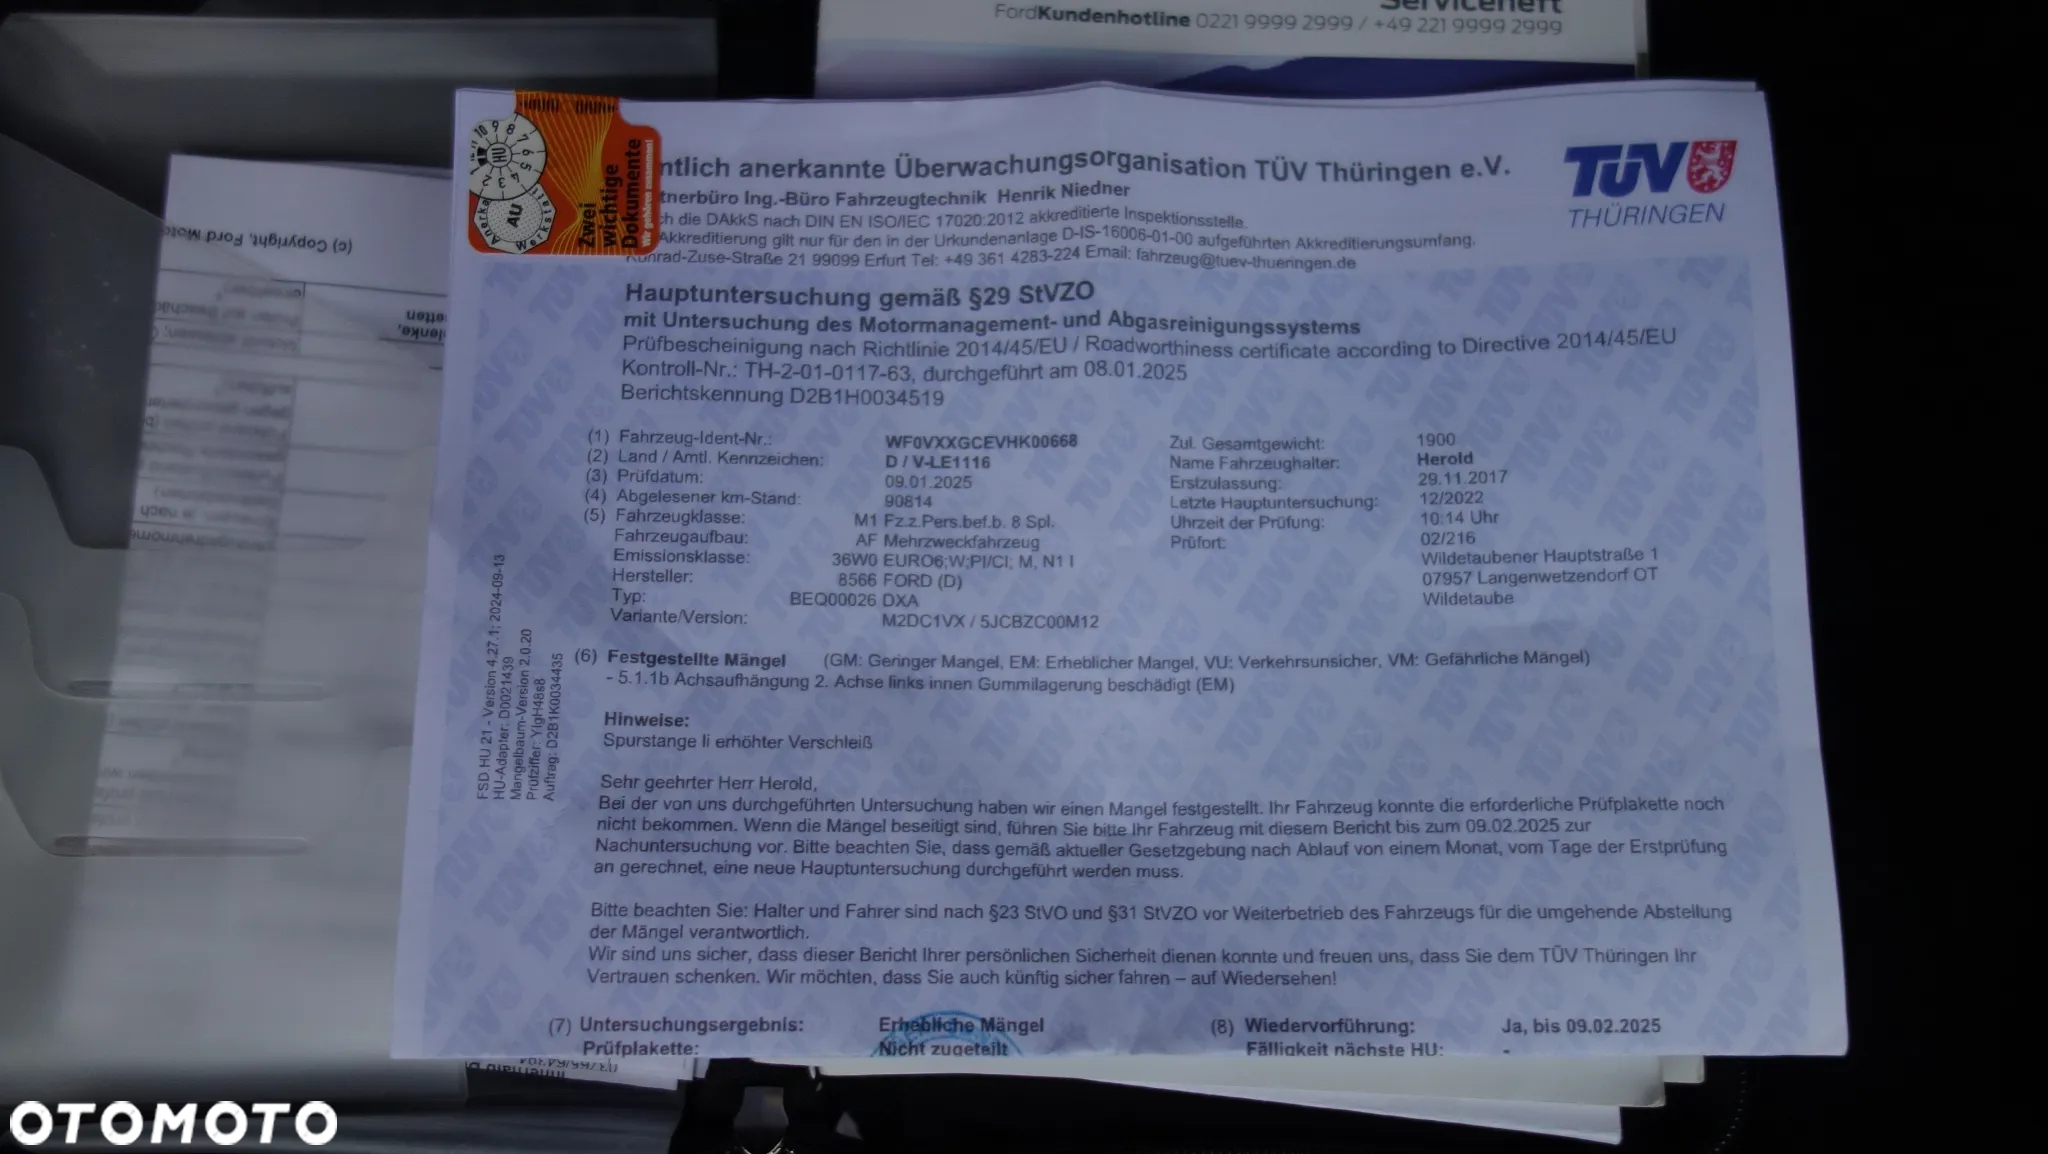 Serviceheft
FordKundenhotline 0221 9999 2999 / +49 221 9999 2999
Zwei
wichtige
Dokumente
Wir gehören zusammen!
HU
AU
Werkstatt
(c) Copyright, Ford Moto
ntlich anerkannte Überwachungsorganisation TÜV Thüringen e.V.
tnerbüro Ing.-Büro Fahrzeugtechnik Henrik Niedner
ch die DAkkS nach DIN EN ISO/IEC 17020:2012 akkreditierte Inspektionsstelle.
Akkreditierung gilt nur für den in der Urkundenanlage D-IS-16006-01-00 aufgeführten Akkreditierungsumfang.
Konrad-Zuse-Straße 21 99099 Erfurt Tel: +49 361 4283-224 Email: fahrzeug@tuev-thueringen.de
TÜV
THÜRINGEN
Hauptuntersuchung gemäß §29 StVZO
mit Untersuchung des Motormanagement- und Abgasreinigungssystems
Prüfbescheinigung nach Richtlinie 2014/45/EU / Roadworthiness certificate according to Directive 2014/45/EU
Kontroll-Nr.: TH-2-01-0117-63, durchgeführt am 08.01.2025
Berichtskennung D2B1H0034519
(1) Fahrzeug-Ident-Nr.: WF0VXXGCEVHK00668 Zul. Gesamtgewicht: 1900
(2) Land / Amtl. Kennzeichen: D / V-LE1116 Name Fahrzeughalter: Herold
(3) Prüfdatum: 09.01.2025 Erstzulassung: 29.11.2017
(4) Abgelesener km-Stand: 90814 Letzte Hauptuntersuchung: 12/2022
(5) Fahrzeugklasse: M1 Fz.z.Pers.bef.b. 8 Spl. Uhrzeit der Prüfung: 10:14 Uhr
Fahrzeugaufbau: AF Mehrzweckfahrzeug Prüfort: 02/216
Emissionsklasse: 36W0 EURO6;W;PI/CI; M, N1 I Wildetaubener Hauptstraße 1
Hersteller: 8566 FORD (D) 07957 Langenwetzendorf OT
Typ: BEQ00026 DXA Wildetaube
Variante/Version: M2DC1VX / 5JCBZC00M12
(6) Festgestellte Mängel (GM: Geringer Mangel, EM: Erheblicher Mangel, VU: Verkehrsunsicher, VM: Gefährliche Mängel)
- 5.1.1b Achsaufhängung 2. Achse links innen Gummilagerung beschädigt (EM)
Hinweise:
Spurstange li erhöhter Verschleiß
Sehr geehrter Herr Herold,
Bei der von uns durchgeführten Untersuchung haben wir einen Mangel festgestellt. Ihr Fahrzeug konnte die erforderliche Prüfplakette noch
nicht bekommen. Wenn die Mängel beseitigt sind, führen Sie bitte Ihr Fahrzeug mit diesem Bericht bis zum 09.02.2025 zur
Nachuntersuchung vor. Bitte beachten Sie, dass gemäß aktueller Gesetzgebung nach Ablauf von einem Monat, vom Tage der Erstprüfung
an gerechnet, eine neue Hauptuntersuchung durchgeführt werden muss.
Bitte beachten Sie: Halter und Fahrer sind nach §23 StVO und §31 StVZO vor Weiterbetrieb des Fahrzeugs für die umgehende Abstellung
der Mängel verantwortlich.
Wir sind uns sicher, dass dieser Bericht Ihrer persönlichen Sicherheit dienen konnte und freuen uns, dass Sie dem TÜV Thüringen Ihr
Vertrauen schenken. Wir möchten, dass Sie auch künftig sicher fahren – auf Wiedersehen!
(7) Untersuchungsergebnis: Erhebliche Mängel (8) Wiedervorführung: Ja, bis 09.02.2025
Prüfplakette: Nicht zugeteilt Fälligkeit nächste HU: -
FSD HU 21 - Version 4.27.1; 2024-09-13
HU-Adapter: D0021439
Mangelbaum-Version 2.0.20
Prüfziffer: YIgH48s8
Auftrag: D2B1K0034435
OTOMOTO